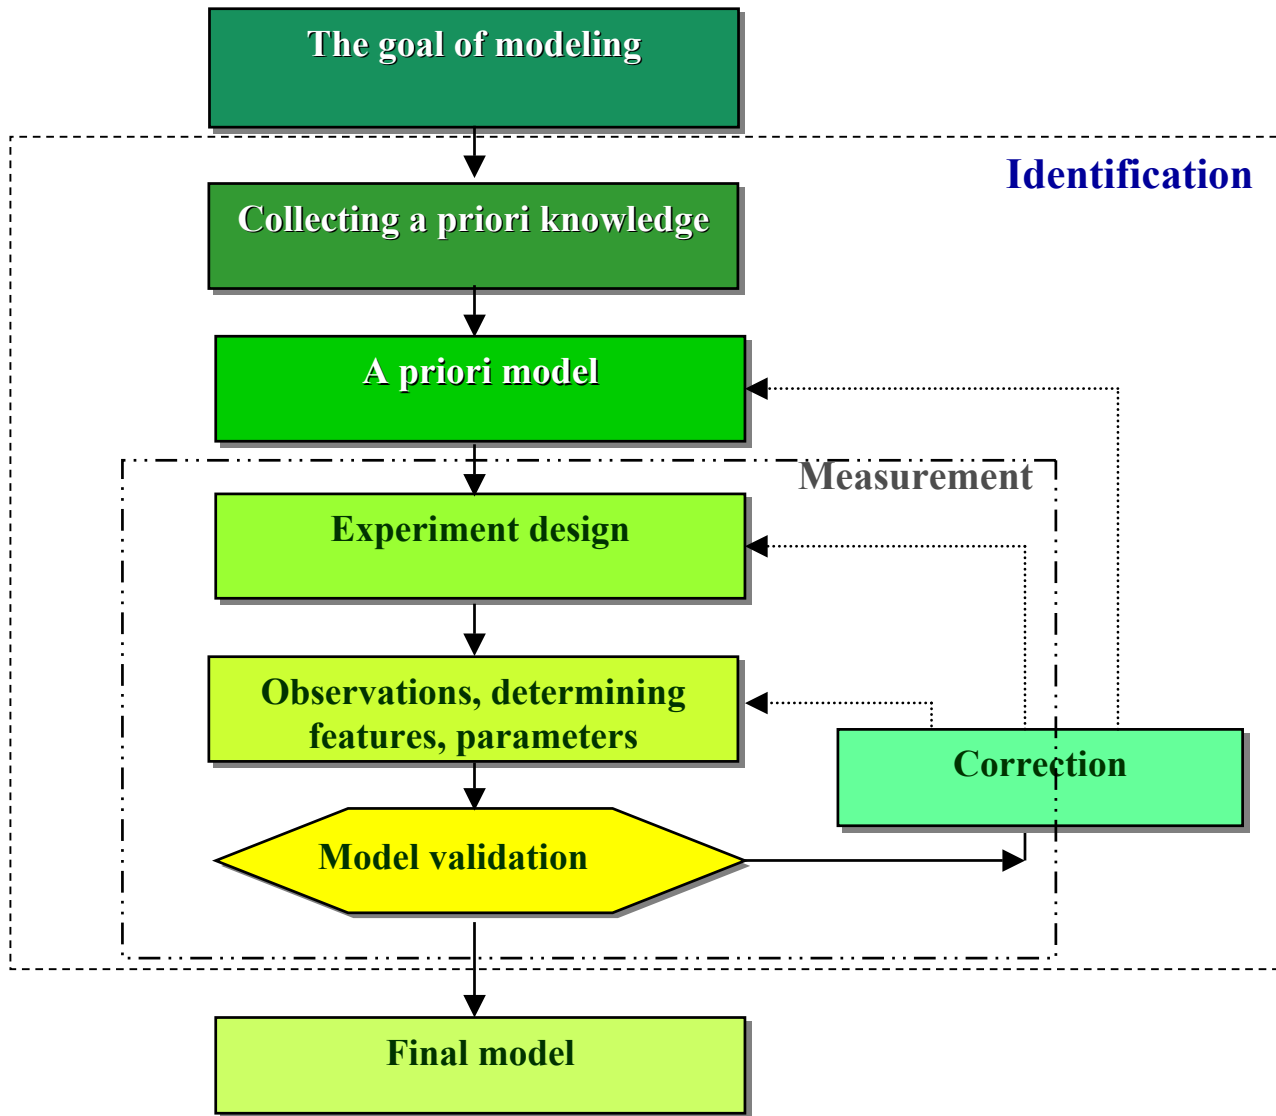 The goal of modeling
Identification
Collecting a priori knowledge
A priori model
Measurement
Experiment design
Observations, determining
features, parameters
Correction
Model validation
Final model